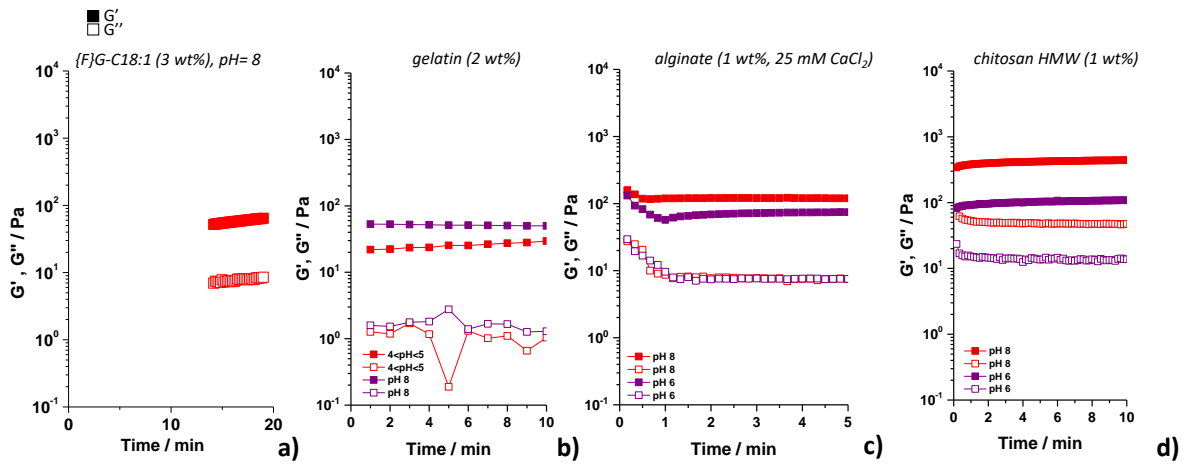 G'
G''
{F}G-C18:1 (3 wt%), pH= 8
10⁴
10³
10²
10¹
10⁰
10⁻¹
G', G'' / Pa
0
10
20
Time / min
a)
gelatin (2 wt%)
10⁴
10³
10²
10¹
10⁰
10⁻¹
G', G'' / Pa
4<pH<5
4<pH<5
pH 8
pH 8
0
2
4
6
8
10
Time / min
b)
alginate (1 wt%, 25 mM CaCl₂)
10⁴
10³
10²
10¹
10⁰
10⁻¹
G', G'' / Pa
pH 8
pH 8
pH 6
pH 6
0
1
2
3
4
5
Time / min
c)
chitosan HMW (1 wt%)
10⁴
10³
10²
10¹
10⁰
10⁻¹
G', G'' / Pa
pH 8
pH 8
pH 6
pH 6
0
2
4
6
8
10
Time / min
d)